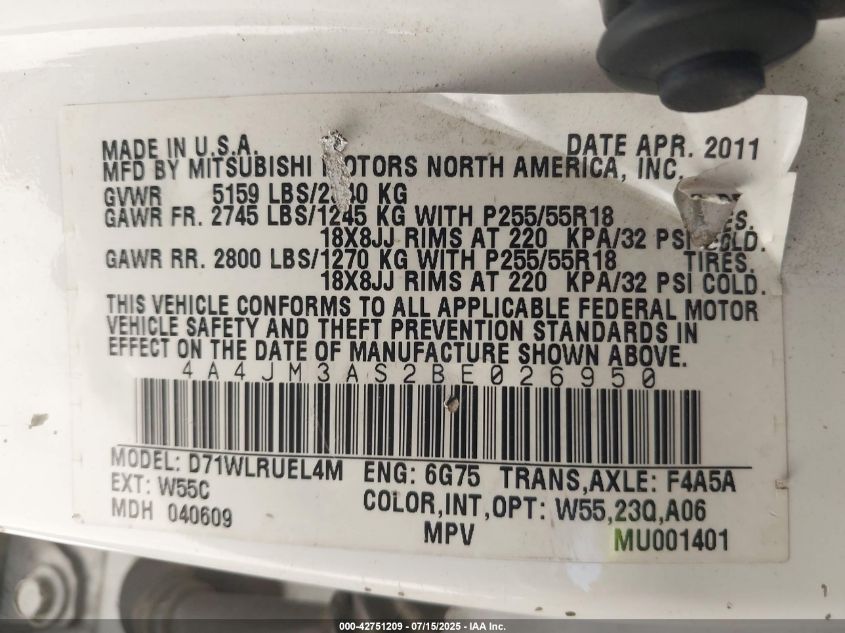 MADE IN U.S.A. DATE APR. 2011
MFD BY MITSUBISHI MOTORS NORTH AMERICA, INC.
GVWR 5159 LBS/ KG
GAWR FR. 2745 LBS/1245 KG WITH P255/55R18
18X8JJ RIMS AT 220 KPA/32 PSI COLD.
GAWR RR. 2800 LBS/1270 KG WITH P255/55R18 TIRES.
18X8JJ RIMS AT 220 KPA/32 PSI COLD.
THIS VEHICLE CONFORMS TO ALL APPLICABLE FEDERAL MOTOR
VEHICLE SAFETY AND THEFT PREVENTION STANDARDS IN
EFFECT ON THE DATE OF MANUFACTURE SHOWN ABOVE.
4A4JM3AS2BE026950
MODEL: D71WLRUEL4M ENG: 6G75 TRANS,AXLE: F4A5A
EXT: W55C COLOR,INT,OPT: W55,23Q,A06
MDH 040609 MPV MU001401
000-42751209 - 07/15/2025 - IAA Inc.